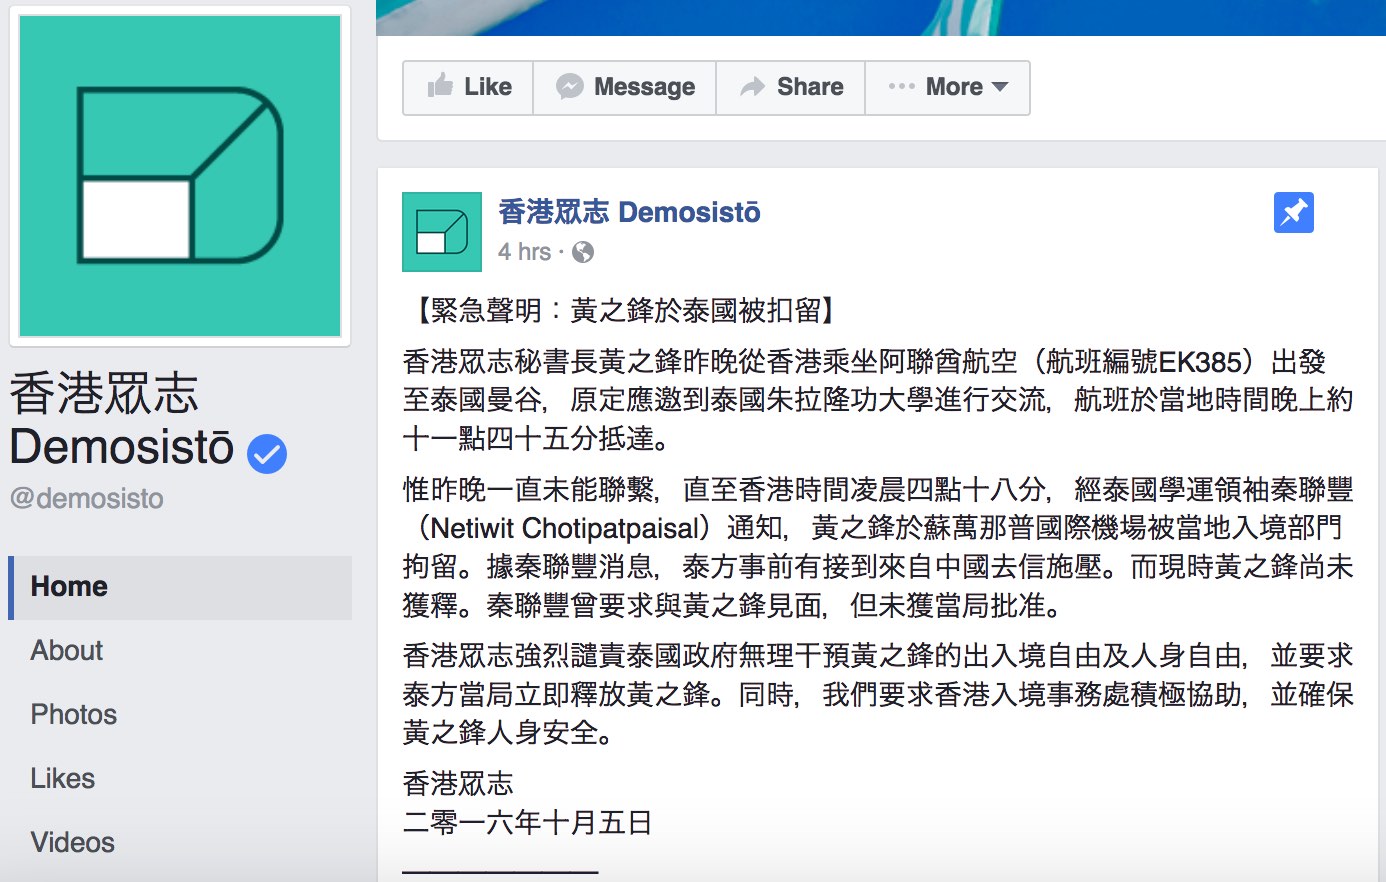 香港眾志
Demosistō
@demosisto
Home
About
Photos
Likes
Videos
Like
Message
Share
More
香港眾志 Demosistō
4 hrs ·
【緊急聲明：黃之鋒於泰國被扣留】
香港眾志秘書長黃之鋒昨晚從香港乘坐阿聯酋航空（航班編號EK385）出發
至泰國曼谷，原定應邀到泰國朱拉隆功大學進行交流，航班於當地時間晚上約
十一點四十五分抵達。
惟昨晚一直未能聯繫，直至香港時間凌晨四點十八分，經泰國學運領袖秦聯豐
（Netiwit Chotipatpaisal）通知，黃之鋒於蘇萬那普國際機場被當地入境部門
拘留。據秦聯豐消息，泰方事前有接到來自中國去信施壓。而現時黃之鋒尚未
獲釋。秦聯豐曾要求與黃之鋒見面，但未獲當局批准。
香港眾志強烈譴責泰國政府無理干預黃之鋒的出入境自由及人身自由，並要求
泰方當局立即釋放黃之鋒。同時，我們要求香港入境事務處積極協助，並確保
黃之鋒人身安全。
香港眾志
二零一六年十月五日